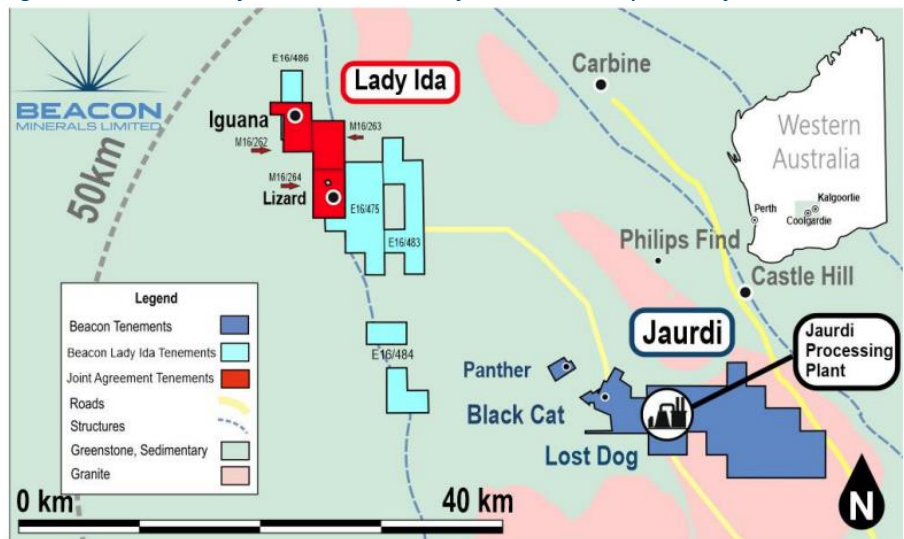 BEACON
MINERALS LIMITED
50km
E16/486
Lady Ida
Iguana
M16/263
M16/262
M16/264
Lizard
E16/475
E16/483
E16/484
Carbine
Western
Australia
Kalgoorlie
Perth
Coolgardie
Philips Find
Castle Hill
Jaurdi
Jaurdi
Processing
Plant
Panther
Black Cat
Lost Dog
Legend
Beacon Tenements
Beacon Lady Ida Tenements
Joint Agreement Tenements
Roads
Structures
Greenstone, Sedimentary
Granite
0 km
40 km
N